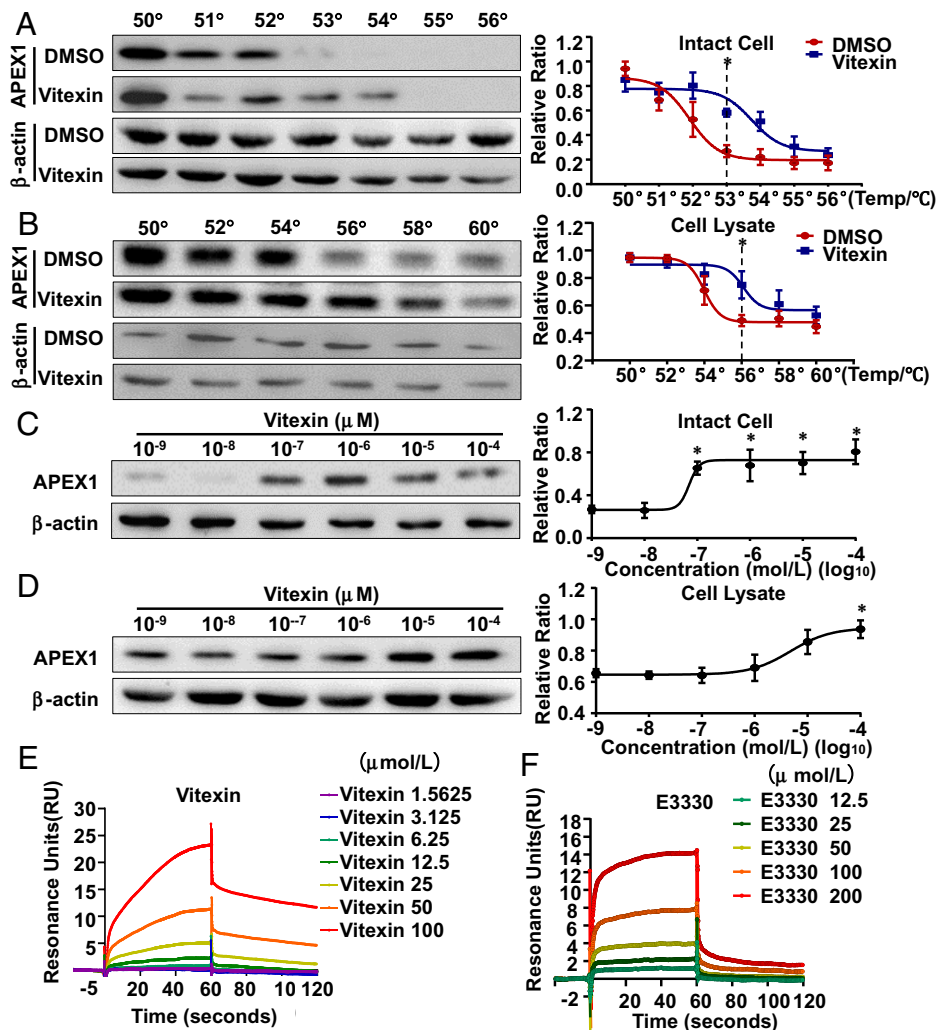 A
50° 51° 52° 53° 54° 55° 56°
APEX1
DMSO
Vitexin
β-actin
DMSO
Vitexin
Intact Cell
DMSO
Vitexin
*
Relative Ratio
1.2
1.0
0.8
0.6
0.4
0.2
0.0
50° 51° 52° 53° 54° 55° 56° (Temp/°C)
B
50° 52° 54° 56° 58° 60°
APEX1
DMSO
Vitexin
β-actin
DMSO
Vitexin
Cell Lysate
DMSO
Vitexin
*
Relative Ratio
1.2
1.0
0.8
0.6
0.4
0.2
50° 52° 54° 56° 58° 60° (Temp/°C)
C
Vitexin (μ M)
10-9 10-8 10-7 10-6 10-5 10-4
APEX1
β-actin
Intact Cell
* * * *
Relative Ratio
1.2
0.8
0.4
0.0
-9 -8 -7 -6 -5 -4
Concentration (mol/L) (log10)
D
Vitexin (μ M)
10-9 10-8 10--7 10-6 10-5 10-4
APEX1
β-actin
Cell Lysate
*
Relative Ratio
1.2
1.0
0.8
0.6
0.4
-9 -8 -7 -6 -5 -4
Concentration (mol/L) (log10)
E
Vitexin
(μ mol/L)
Vitexin 1.5625
Vitexin 3.125
Vitexin 6.25
Vitexin 12.5
Vitexin 25
Vitexin 50
Vitexin 100
Resonance Units(RU)
30
25
20
15
10
5
-5 20 40 60 10 0 120
Time (seconds)
F
E3330
(μ mol/L)
E3330 12.5
E3330 25
E3330 50
E3330 100
E3330 200
Resonance Units(RU)
18
16
14
12
10
8
6
4
2
-2
20 40 60 80 100 120
Time (seconds)